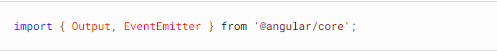 import { Output, EventEmitter } from '@angular/core';